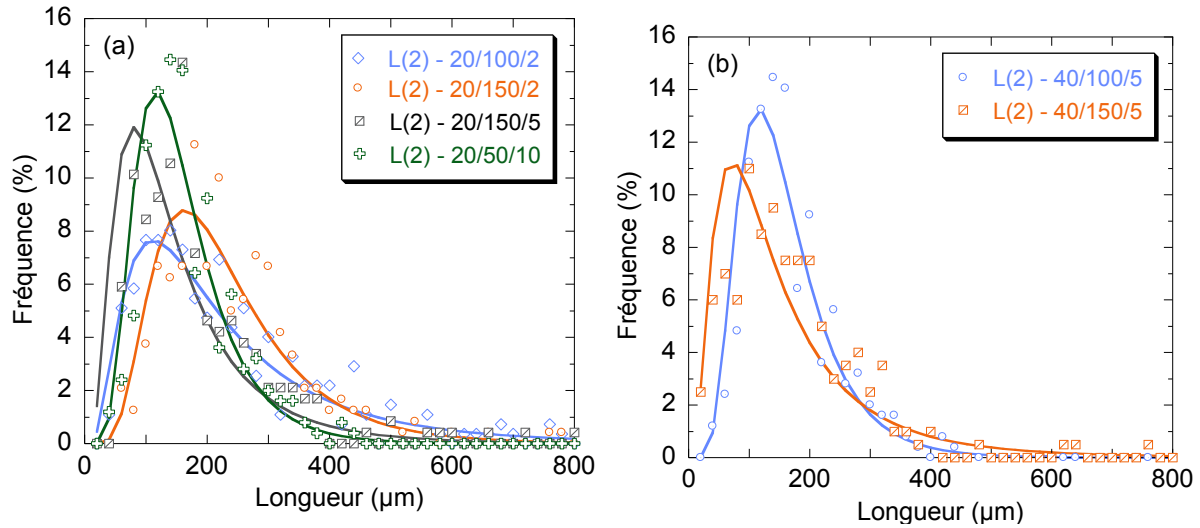 (a)
L(2) - 20/100/2
L(2) - 20/150/2
L(2) - 20/150/5
L(2) - 20/50/10
Fréquence (%)
16
14
12
10
8
6
4
2
0
0 200 400 600 800
Longueur (µm)
(b)
L(2) - 40/100/5
L(2) - 40/150/5
Fréquence (%)
16
14
12
10
8
6
4
2
0
0 200 400 600 800
Longueur (µm)